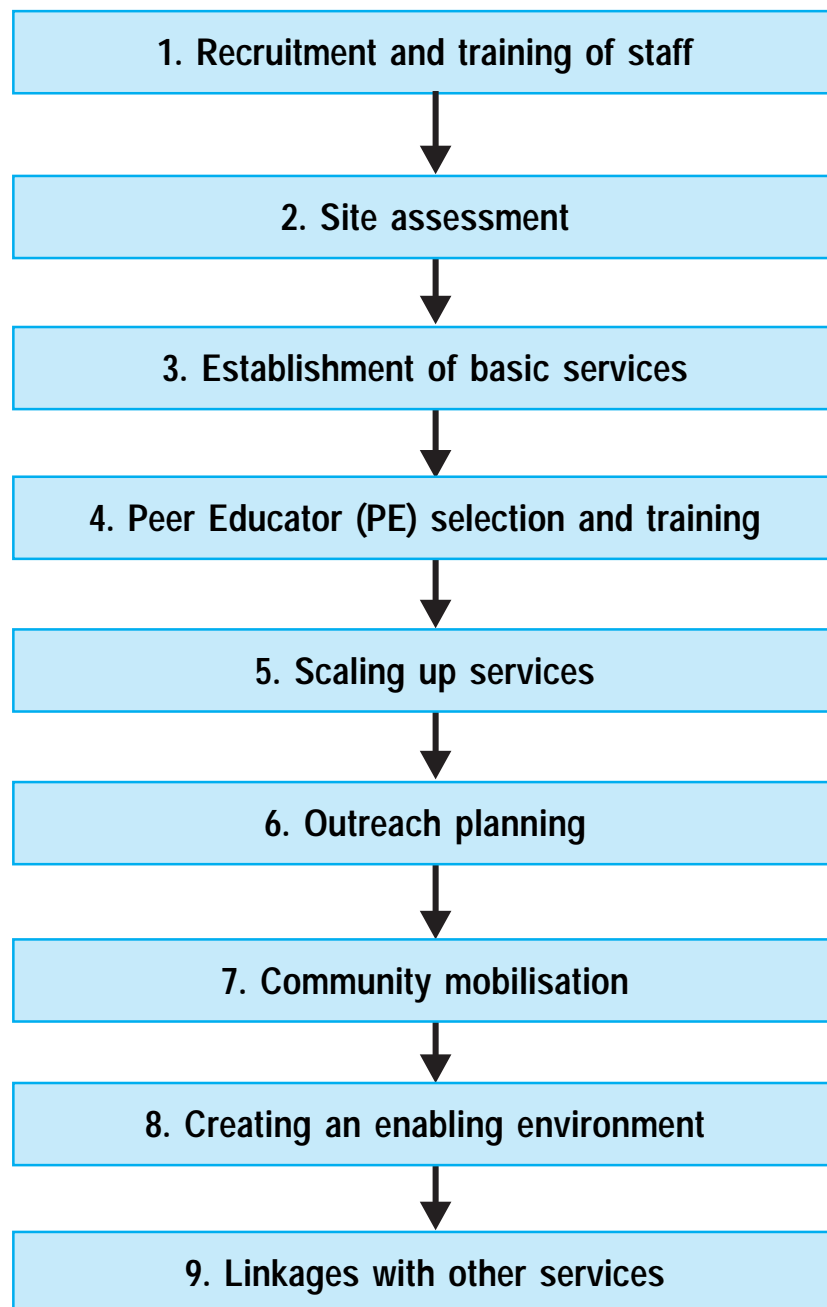 1. Recruitment and training of staff
2. Site assessment
3. Establishment of basic services
4. Peer Educator (PE) selection and training
5. Scaling up services
6. Outreach planning
7. Community mobilisation
8. Creating an enabling environment
9. Linkages with other services